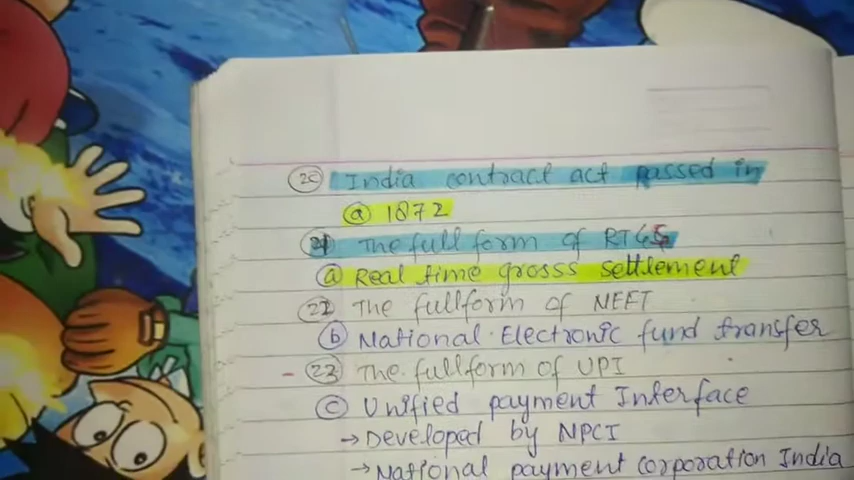 20 India contract act passed in
a 1872
21 The full form of RTGS
a Real time grosss settlement
22 The fullform of NEFT
b National Electronic fund transfer
- 23 The fullform of UPI
c Unified payment Interface
→ Developed by NPCI
→ National payment corporation India